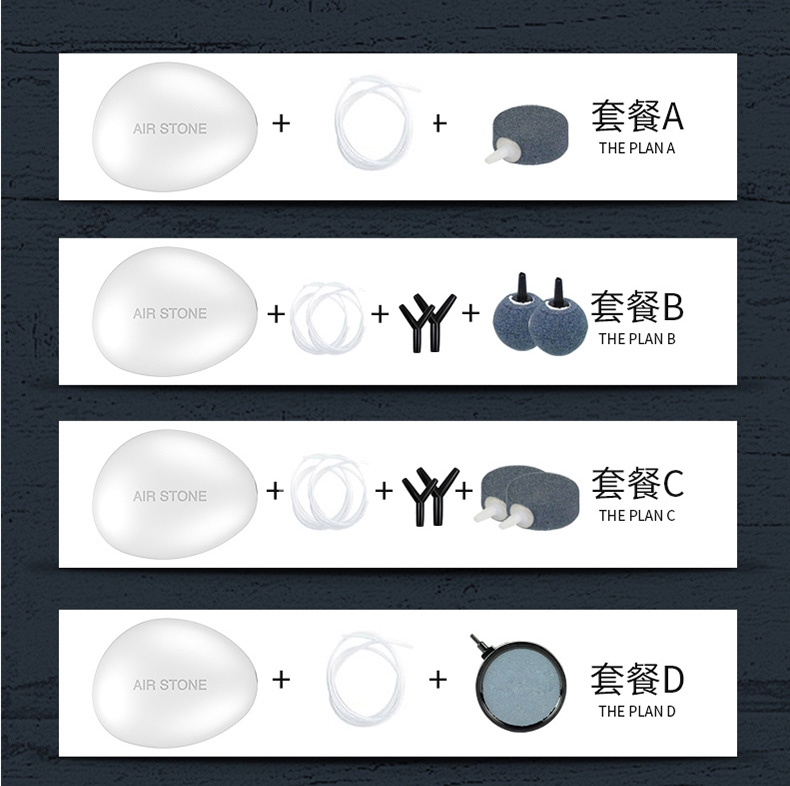 AIR STONE
套餐A
THE PLAN A
AIR STONE
套餐B
THE PLAN B
AIR STONE
套餐C
THE PLAN C
AIR STONE
套餐D
THE PLAN D